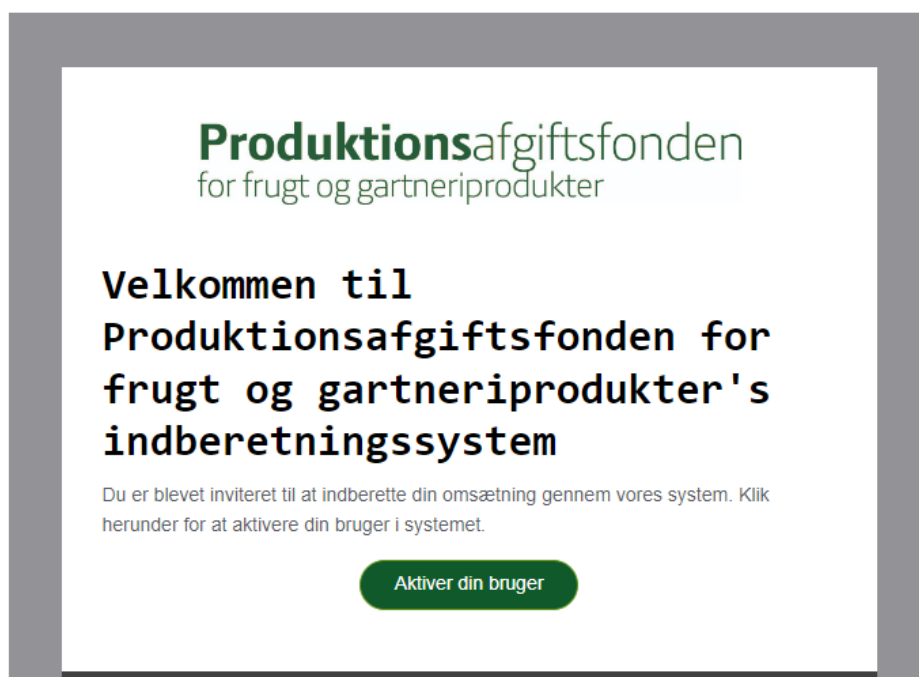 Produktionsafgiftsfonden
for frugt og gartneriprodukter
Velkommen til
Produktionsafgiftsfonden for
frugt og gartneriprodukter's
indberetningssystem
Du er blevet inviteret til at indberette din omsætning gennem vores system. Klik
herunder for at aktivere din bruger i systemet.
Aktiver din bruger